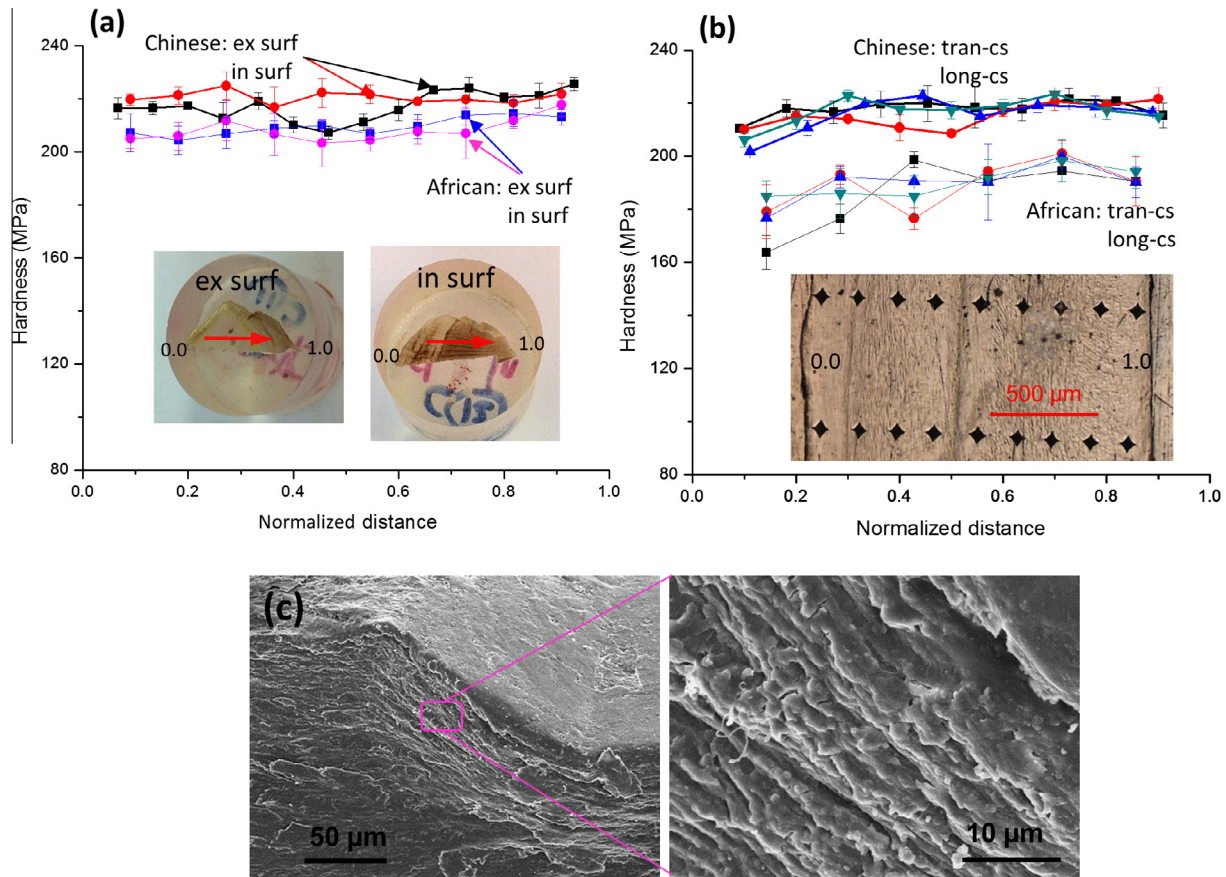 (a)
Chinese: ex surf
in surf
African: ex surf
in surf
Hardness (MPa)
240
200
160
120
80
0.0
0.2
0.4
0.6
0.8
1.0
Normalized distance
ex surf
0.0
1.0
in surf
0.0
1.0
(b)
Chinese: tran-cs
long-cs
African: tran-cs
long-cs
Hardness (MPa)
240
200
160
120
80
0.0
0.2
0.4
0.6
0.8
1.0
Normalized distance
0.0
1.0
500 µm
(c)
50 µm
10 µm